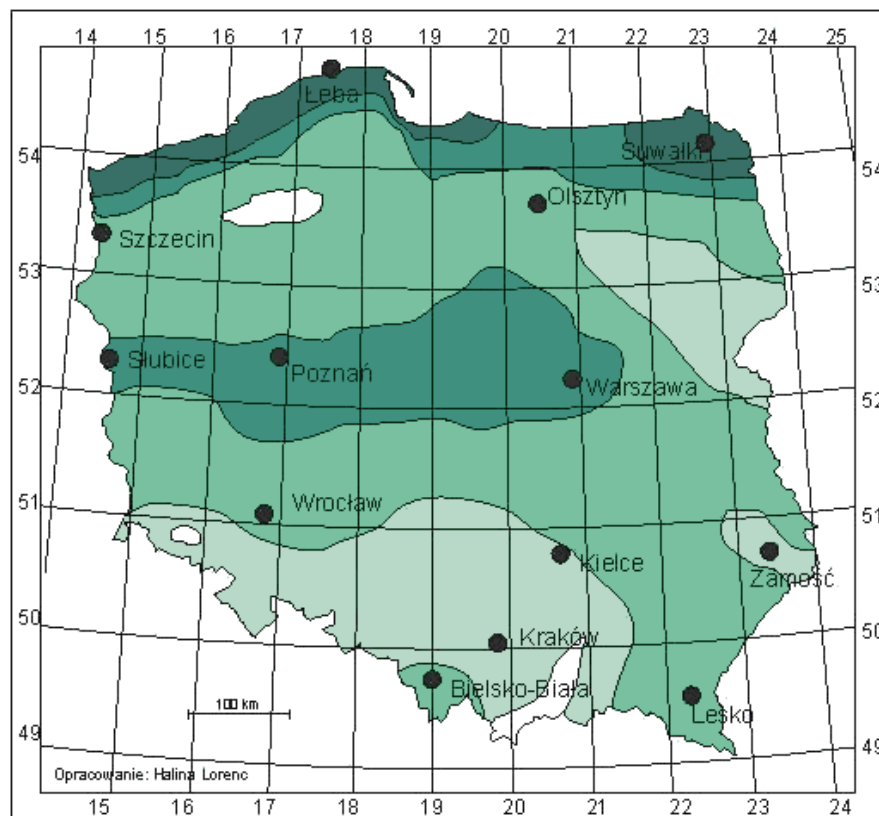 14 15 16 17 18 19 20 21 22 23 24 25
Łeba
54 Suwałki 54
Olsztyn
Szczecin
53 53
Słubice Poznań Warszawa
52 52
51 Wrocław 51
Kielce Zamość
50 Kraków 50
Bielsko-Biała Lesko
100 km
49 49
Opracowanie: Halina Lorenc
15 16 17 18 19 20 21 22 23 24